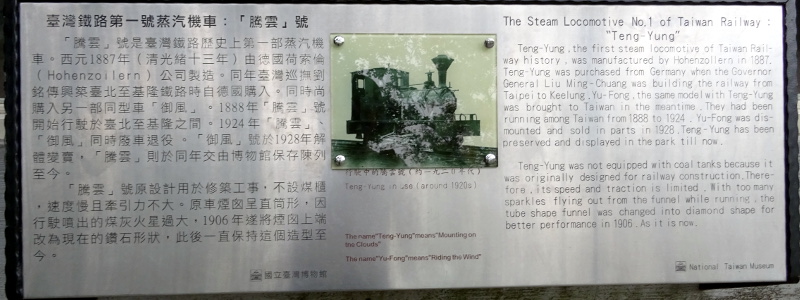 臺灣鐵路第一號蒸汽機車：「騰雲」號
「騰雲」號是臺灣鐵路歷史上第一部蒸汽機
車。西元1887年（清光緒十三年）由德國荷索倫
（Hohenzoilern）公司製造。同年臺灣巡撫劉
銘傳興築臺北至基隆鐵路時自德國購入。同時尚
購入另一部同型車「御風」。1888年「騰雲」號
開始行駛於臺北至基隆之間。1924年「騰雲」、
「御風」同時廢車退役。「御風」號於1928年解
體變賣，「騰雲」則於同年交由博物館保存陳列
至今。
「騰雲」號原設計用於修築工事，不設煤櫃
，速度慢且牽引力不大。原車煙囪呈直筒形，因
行駛噴出的煤灰火星過大，1906年逐將煙囪上端
改為現在的鑽石形狀，此後一直保持這個造型至
今。
國立臺灣博物館
行駛中的騰雲號（約一九二０年代）
Teng-Yung in use.(around 1920s)
The name"Teng-Yung"means"Mounting on
the Clouds"
The name"Yu-Fong"means"Riding the Wind"
The Steam Locomotive No.1 of Taiwan Railway :
"Teng-Yung"
Teng-Yung , the first steam locomotive of Taiwan Rail-
way history , was manufactured by Hohenzollern in 1887.
Teng-Yung was purchased from Germany when the Governor
General Liu Ming-Chuang was building the railway from
Taipei to Keelung . Yu-Fong , the same model with Teng-Yung
was brought to Taiwan in the meantime . They had been
running among Taiwan from 1888 to 1924 . Yu-Fong was dis-
mounted and sold in parts in 1928 .Teng-Yung has been
preserved and displayed in the park till now .
Teng-Yung was not equipped with coal tanks because it
was originally designed for railway construction.There-
fore , its speed and traction is limited . With too many
sparkles flying out from the funnel while running , the
tube shape funnel was changed into diamond shape for
better performance in 1906 . As it is now.
National Taiwan Museum